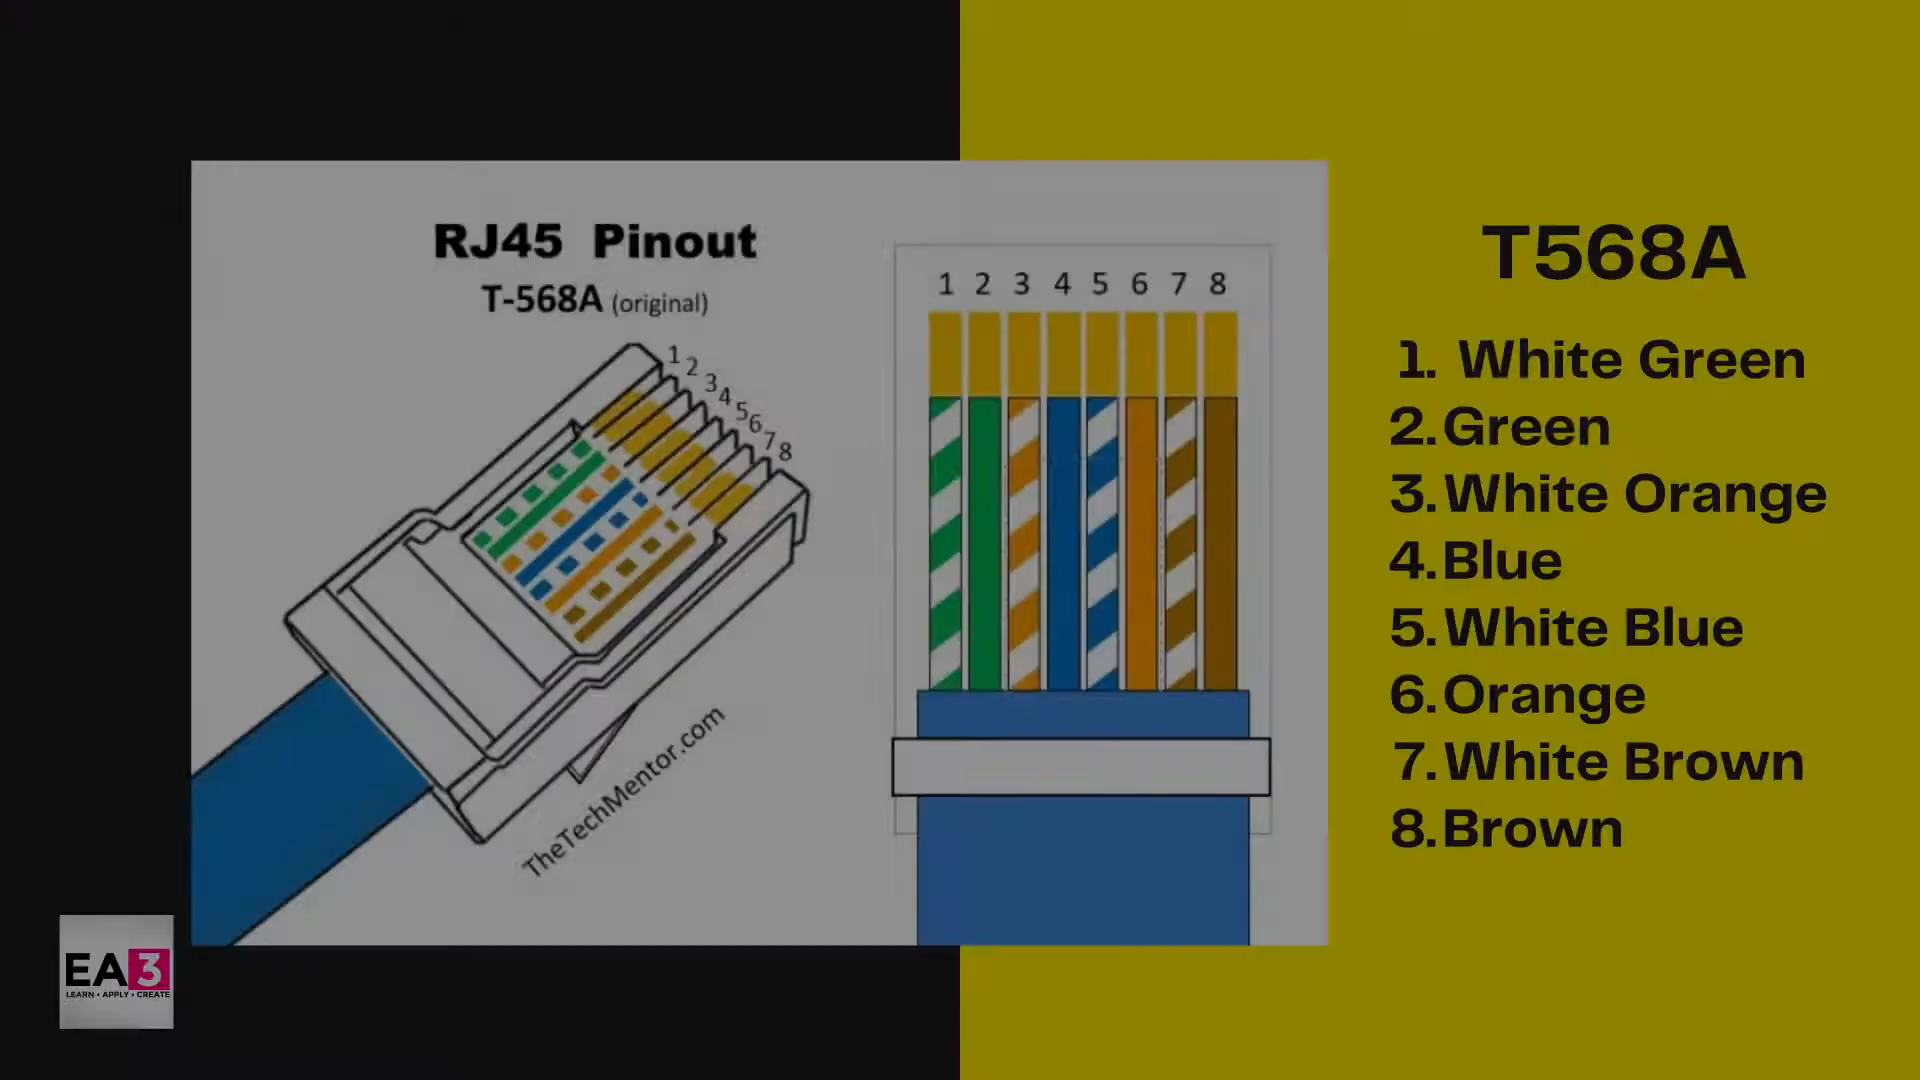 RJ45 Pinout
T-568A (original)
1 2 3 4 5 6 7 8
TheTechMentor.com
1 2 3 4 5 6 7 8
T568A
1. White Green
2. Green
3. White Orange
4. Blue
5. White Blue
6. Orange
7. White Brown
8. Brown
EA3
LEARN • APPLY • CREATE